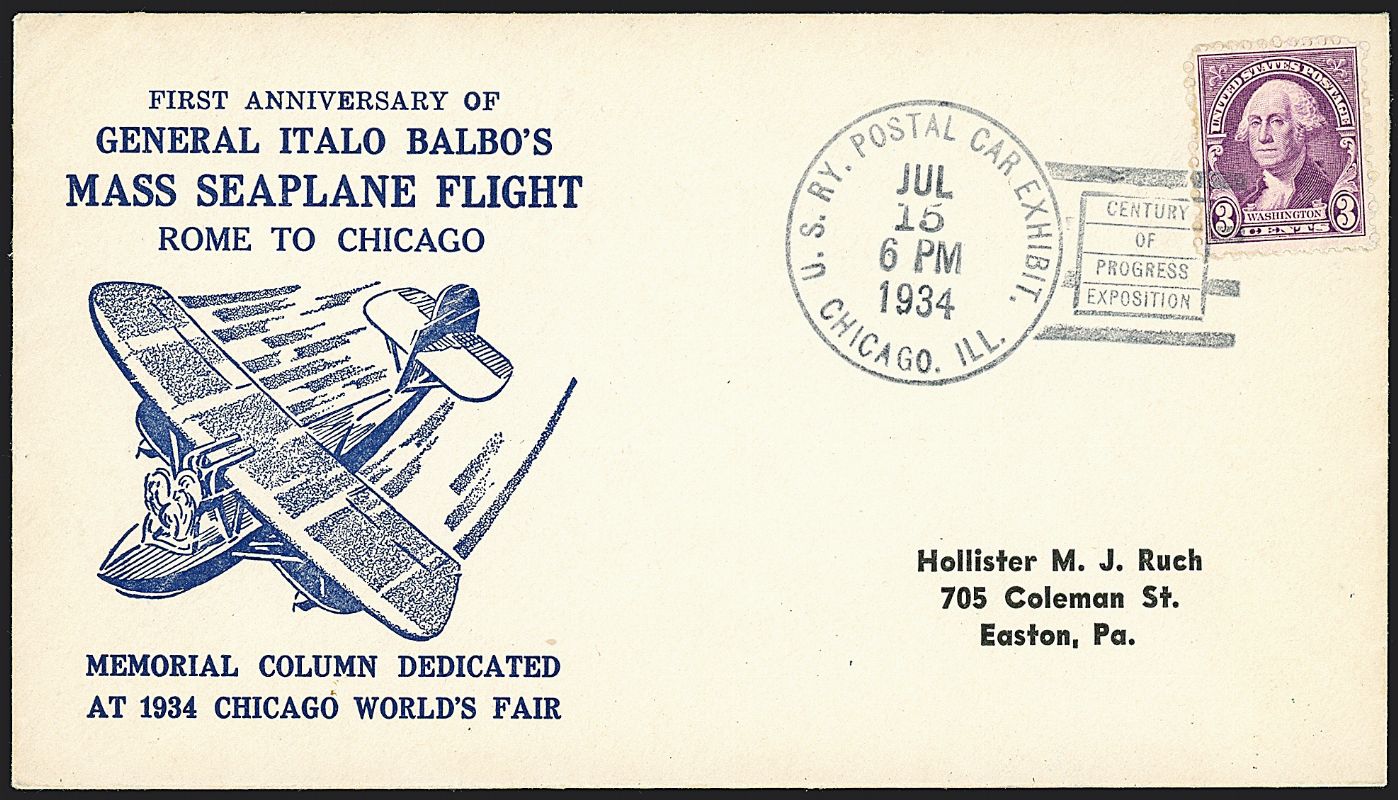 FIRST ANNIVERSARY OF
GENERAL ITALO BALBO'S
MASS SEAPLANE FLIGHT
ROME TO CHICAGO
MEMORIAL COLUMN DEDICATED
AT 1934 CHICAGO WORLD'S FAIR
U. S. RY. POSTAL CAR EXHIBIT.
CHICAGO. ILL.
JUL
15
6 PM
1934
CENTURY
OF
PROGRESS
EXPOSITION
UNITED STATES POSTAGE
3 WASHINGTON 3
CENTS
Hollister M. J. Ruch
705 Coleman St.
Easton, Pa.